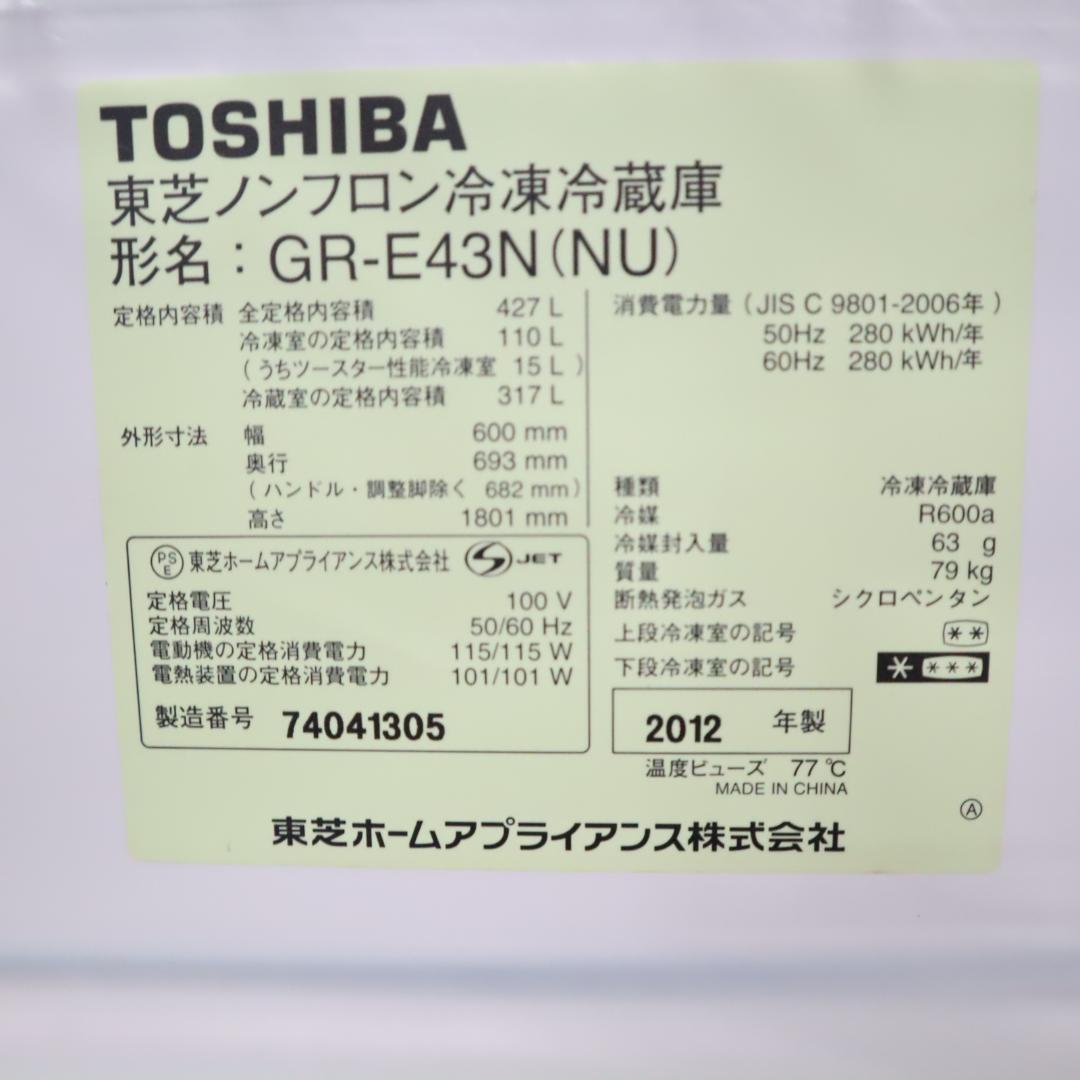 TOSHIBA
東芝ノンフロン冷凍冷蔵庫
形名：GR-E43N(NU)
定格内容積 全定格内容積 427 L
冷凍室の定格内容積 110 L
(うちツースター性能冷凍室 15 L)
冷蔵室の定格内容積 317 L
外形寸法 幅 600 mm
奥行 693 mm
(ハンドル・調整脚除く 682 mm)
高さ 1801 mm
消費電力量(JIS C 9801-2006年)
50Hz 280 kWh/年
60Hz 280 kWh/年
種類 冷凍冷蔵庫
冷媒 R600a
冷媒封入量 63 g
質量 79 kg
断熱発泡ガス シクロペンタン
上段冷凍室の記号 **
下段冷凍室の記号 * ***
PSE 東芝ホームアプライアンス株式会社 S JET
定格電圧 100 V
定格周波数 50/60 Hz
電動機の定格消費電力 115/115 W
電熱装置の定格消費電力 101/101 W
製造番号 74041305
2012 年製
温度ヒューズ 77 ℃
MADE IN CHINA
Ⓐ
東芝ホームアプライアンス株式会社